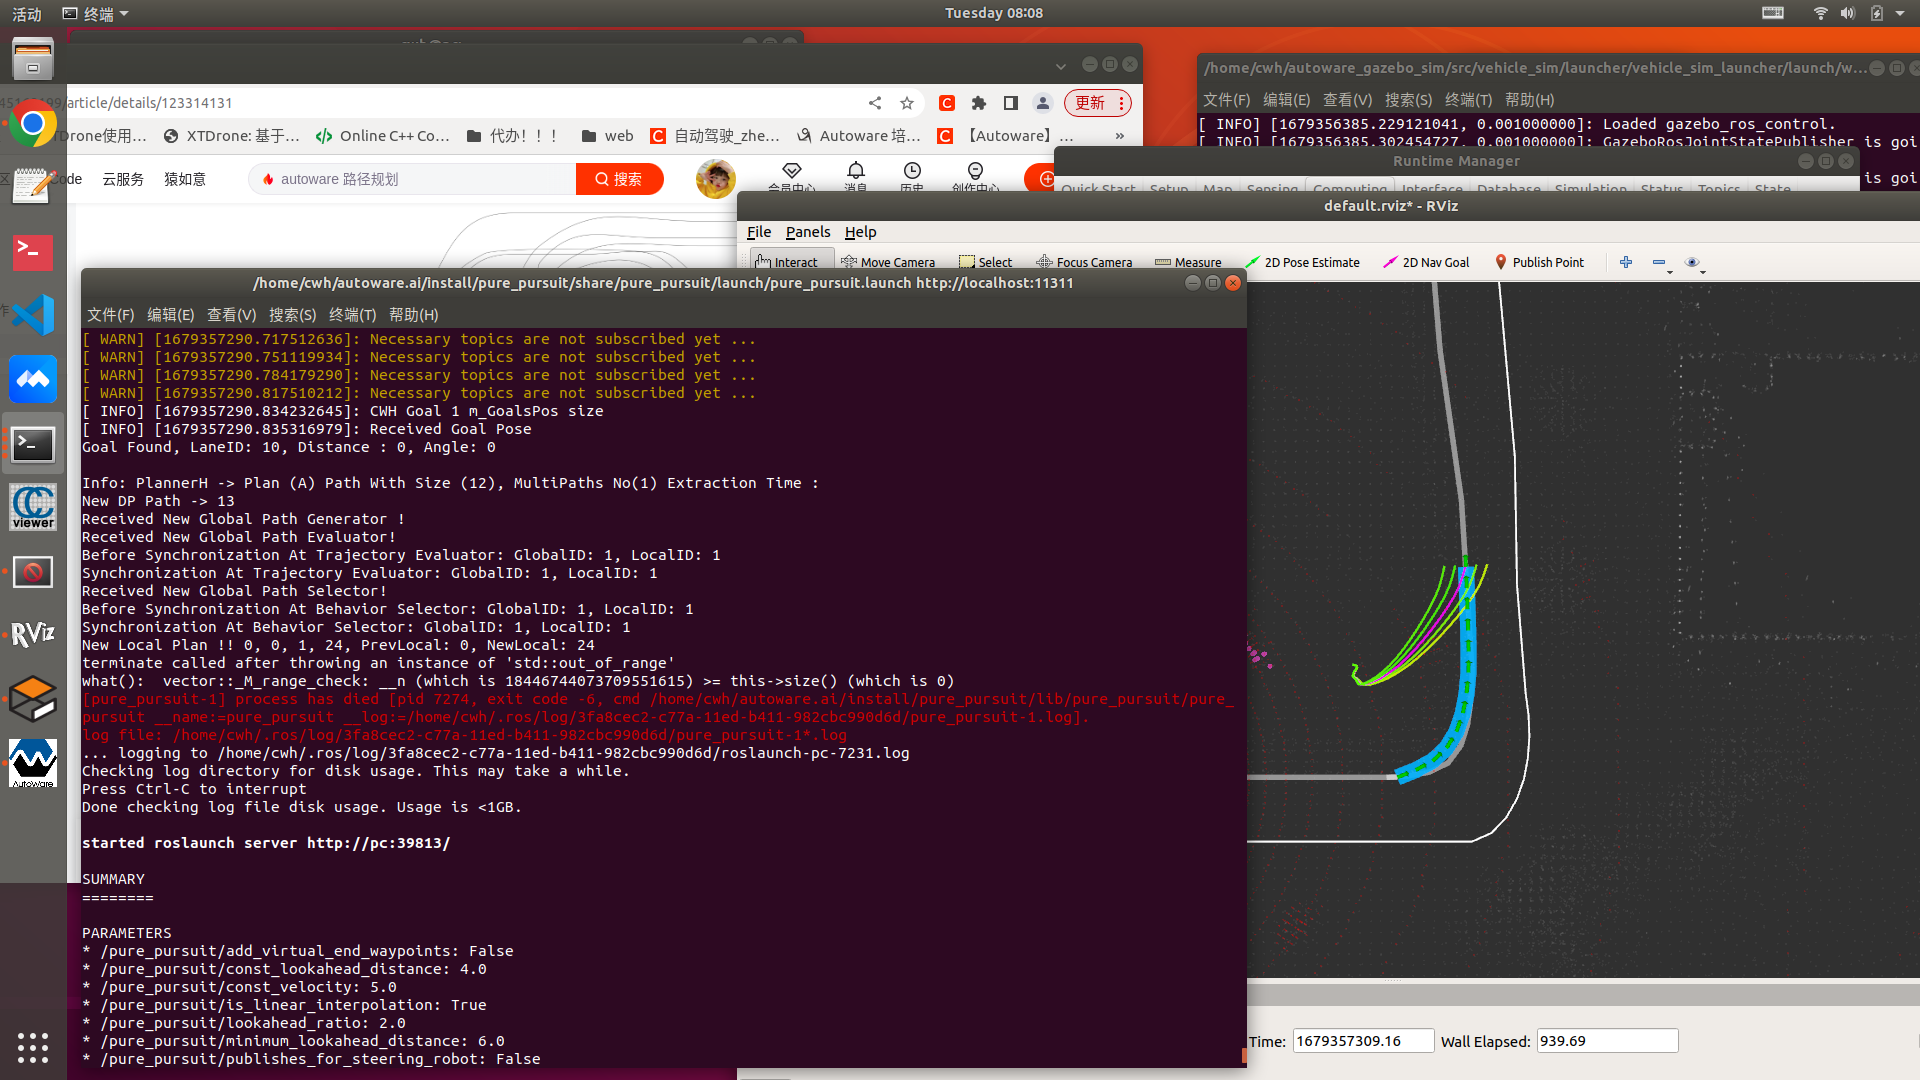 活动
终端
Tuesday 08:08
/article/details/123314131
更新
XTDrone: 基于...
Online C++ Co...
代办！！！
web
自动驾驶_zhe...
Autoware 培...
【Autoware】...
»
云服务
猿如意
autoware 路径规划
搜索
会员中心
消息
历史
创作中心
/home/cwh/autoware_gazebo_sim/src/vehicle_sim/launcher/vehicle_sim_launcher/launch/w...
文件(F) 编辑(E) 查看(V) 搜索(S) 终端(T) 帮助(H)
[ INFO] [1679356385.229121041, 0.001000000]: Loaded gazebo_ros_control.
[ INFO] [1679356385.302454727, 0.001000000]: GazeboRosJointStatePublisher is goi
is goi
Runtime Manager
Quick Start Setup Map Sensing Computing Interface Database Simulation Status Topics State
default.rviz* - RViz
File Panels Help
Interact Move Camera Select Focus Camera Measure 2D Pose Estimate 2D Nav Goal Publish Point
/home/cwh/autoware.ai/install/pure_pursuit/share/pure_pursuit/launch/pure_pursuit.launch http://localhost:11311
文件(F) 编辑(E) 查看(V) 搜索(S) 终端(T) 帮助(H)
[ WARN] [1679357290.717512636]: Necessary topics are not subscribed yet ...
[ WARN] [1679357290.751119934]: Necessary topics are not subscribed yet ...
[ WARN] [1679357290.784179290]: Necessary topics are not subscribed yet ...
[ WARN] [1679357290.817510212]: Necessary topics are not subscribed yet ...
[ INFO] [1679357290.834232645]: CWH Goal 1 m_GoalsPos size
[ INFO] [1679357290.835316979]: Received Goal Pose
Goal Found, LaneID: 10, Distance : 0, Angle: 0
Info: PlannerH -> Plan (A) Path With Size (12), MultiPaths No(1) Extraction Time :
New DP Path -> 13
Received New Global Path Generator !
Received New Global Path Evaluator!
Before Synchronization At Trajectory Evaluator: GlobalID: 1, LocalID: 1
Synchronization At Trajectory Evaluator: GlobalID: 1, LocalID: 1
Received New Global Path Selector!
Before Synchronization At Behavior Selector: GlobalID: 1, LocalID: 1
Synchronization At Behavior Selector: GlobalID: 1, LocalID: 1
New Local Plan !! 0, 0, 1, 24, PrevLocal: 0, NewLocal: 24
terminate called after throwing an instance of 'std::out_of_range'
what():  vector::_M_range_check: __n (which is 18446744073709551615) >= this->size() (which is 0)
[pure_pursuit-1] process has died [pid 7274, exit code -6, cmd /home/cwh/autoware.ai/install/pure_pursuit/lib/pure_pursuit/pure_
pursuit __name:=pure_pursuit __log:=/home/cwh/.ros/log/3fa8cec2-c77a-11ed-b411-982cbc990d6d/pure_pursuit-1.log].
log file: /home/cwh/.ros/log/3fa8cec2-c77a-11ed-b411-982cbc990d6d/pure_pursuit-1*.log
... logging to /home/cwh/.ros/log/3fa8cec2-c77a-11ed-b411-982cbc990d6d/roslaunch-pc-7231.log
Checking log directory for disk usage. This may take a while.
Press Ctrl-C to interrupt
Done checking log file disk usage. Usage is <1GB.
started roslaunch server http://pc:39813/
SUMMARY
========
PARAMETERS
* /pure_pursuit/add_virtual_end_waypoints: False
* /pure_pursuit/const_lookahead_distance: 4.0
* /pure_pursuit/const_velocity: 5.0
* /pure_pursuit/is_linear_interpolation: True
* /pure_pursuit/lookahead_ratio: 2.0
* /pure_pursuit/minimum_lookahead_distance: 6.0
* /pure_pursuit/publishes_for_steering_robot: False
Time: 1679357309.16 Wall Elapsed: 939.69
CC
viewer
RViz
Autoware